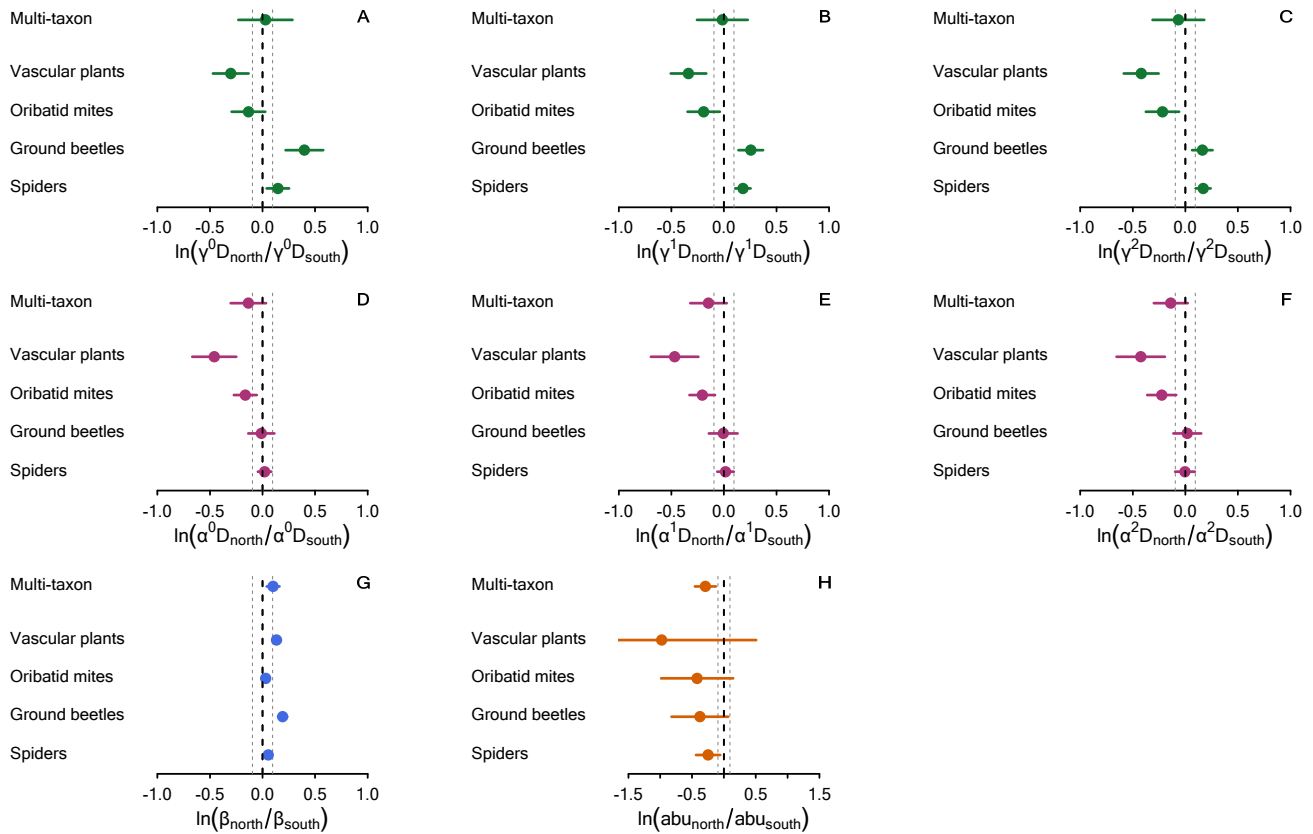 Multi-taxon A
Vascular plants
Oribatid mites
Ground beetles
Spiders
-1.0 -0.5 0.0 0.5 1.0
ln(γ⁰D_north/γ⁰D_south)
Multi-taxon B
Vascular plants
Oribatid mites
Ground beetles
Spiders
-1.0 -0.5 0.0 0.5 1.0
ln(γ¹D_north/γ¹D_south)
Multi-taxon C
Vascular plants
Oribatid mites
Ground beetles
Spiders
-1.0 -0.5 0.0 0.5 1.0
ln(γ²D_north/γ²D_south)
Multi-taxon D
Vascular plants
Oribatid mites
Ground beetles
Spiders
-1.0 -0.5 0.0 0.5 1.0
ln(α⁰D_north/α⁰D_south)
Multi-taxon E
Vascular plants
Oribatid mites
Ground beetles
Spiders
-1.0 -0.5 0.0 0.5 1.0
ln(α¹D_north/α¹D_south)
Multi-taxon F
Vascular plants
Oribatid mites
Ground beetles
Spiders
-1.0 -0.5 0.0 0.5 1.0
ln(α²D_north/α²D_south)
Multi-taxon G
Vascular plants
Oribatid mites
Ground beetles
Spiders
-1.0 -0.5 0.0 0.5 1.0
ln(β_north/β_south)
Multi-taxon H
Vascular plants
Oribatid mites
Ground beetles
Spiders
-1.5 -0.5 0.5 1.5
ln(abu_north/abu_south)